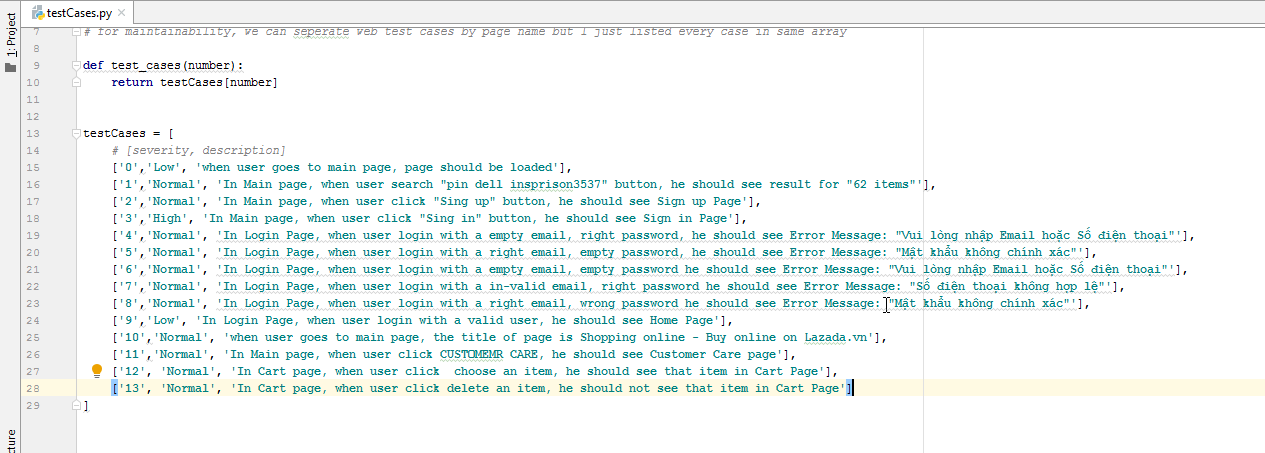 testCases.py
1: Project
7 # for maintainability, we can seperate web test cases by page name but I just listed every case in same array
8
9 def test_cases(number):
10 return testCases[number]
11
12
13 testCases = [
14 # [severity, description]
15 ['0','Low', 'when user goes to main page, page should be loaded'],
16 ['1','Normal', 'In Main page, when user search "pin dell insprison3537" button, he should see result for "62 items"'],
17 ['2','Normal', 'In Main page, when user click "Sing up" button, he should see Sign up Page'],
18 ['3','High', 'In Main page, when user click "Sing in" button, he should see Sign in Page'],
19 ['4','Normal', 'In Login Page, when user login with a empty email, right password, he should see Error Message: "Vui lòng nhập Email hoặc Số điện thoại"'],
20 ['5','Normal', 'In Login Page, when user login with a right email, empty password, he should see Error Message: "Mật khẩu không chính xác"'],
21 ['6','Normal', 'In Login Page, when user login with a empty email, empty password he should see Error Message: "Vui lòng nhập Email hoặc Số điện thoại"'],
22 ['7','Normal', 'In Login Page, when user login with a in-valid email, right password he should see Error Message: "Số điện thoại không hợp lệ"'],
23 ['8','Normal', 'In Login Page, when user login with a right email, wrong password he should see Error Message: "Mật khẩu không chính xác"'],
24 ['9','Low', 'In Login Page, when user login with a valid user, he should see Home Page'],
25 ['10','Normal', 'when user goes to main page, the title of page is Shopping online - Buy online on Lazada.vn'],
26 ['11','Normal', 'In Main page, when user click CUSTOMEMR CARE, he should see Customer Care page'],
27 ['12', 'Normal', 'In Cart page, when user click  choose an item, he should see that item in Cart Page'],
28 ['13', 'Normal', 'In Cart page, when user click delete an item, he should not see that item in Cart Page']
29 ]